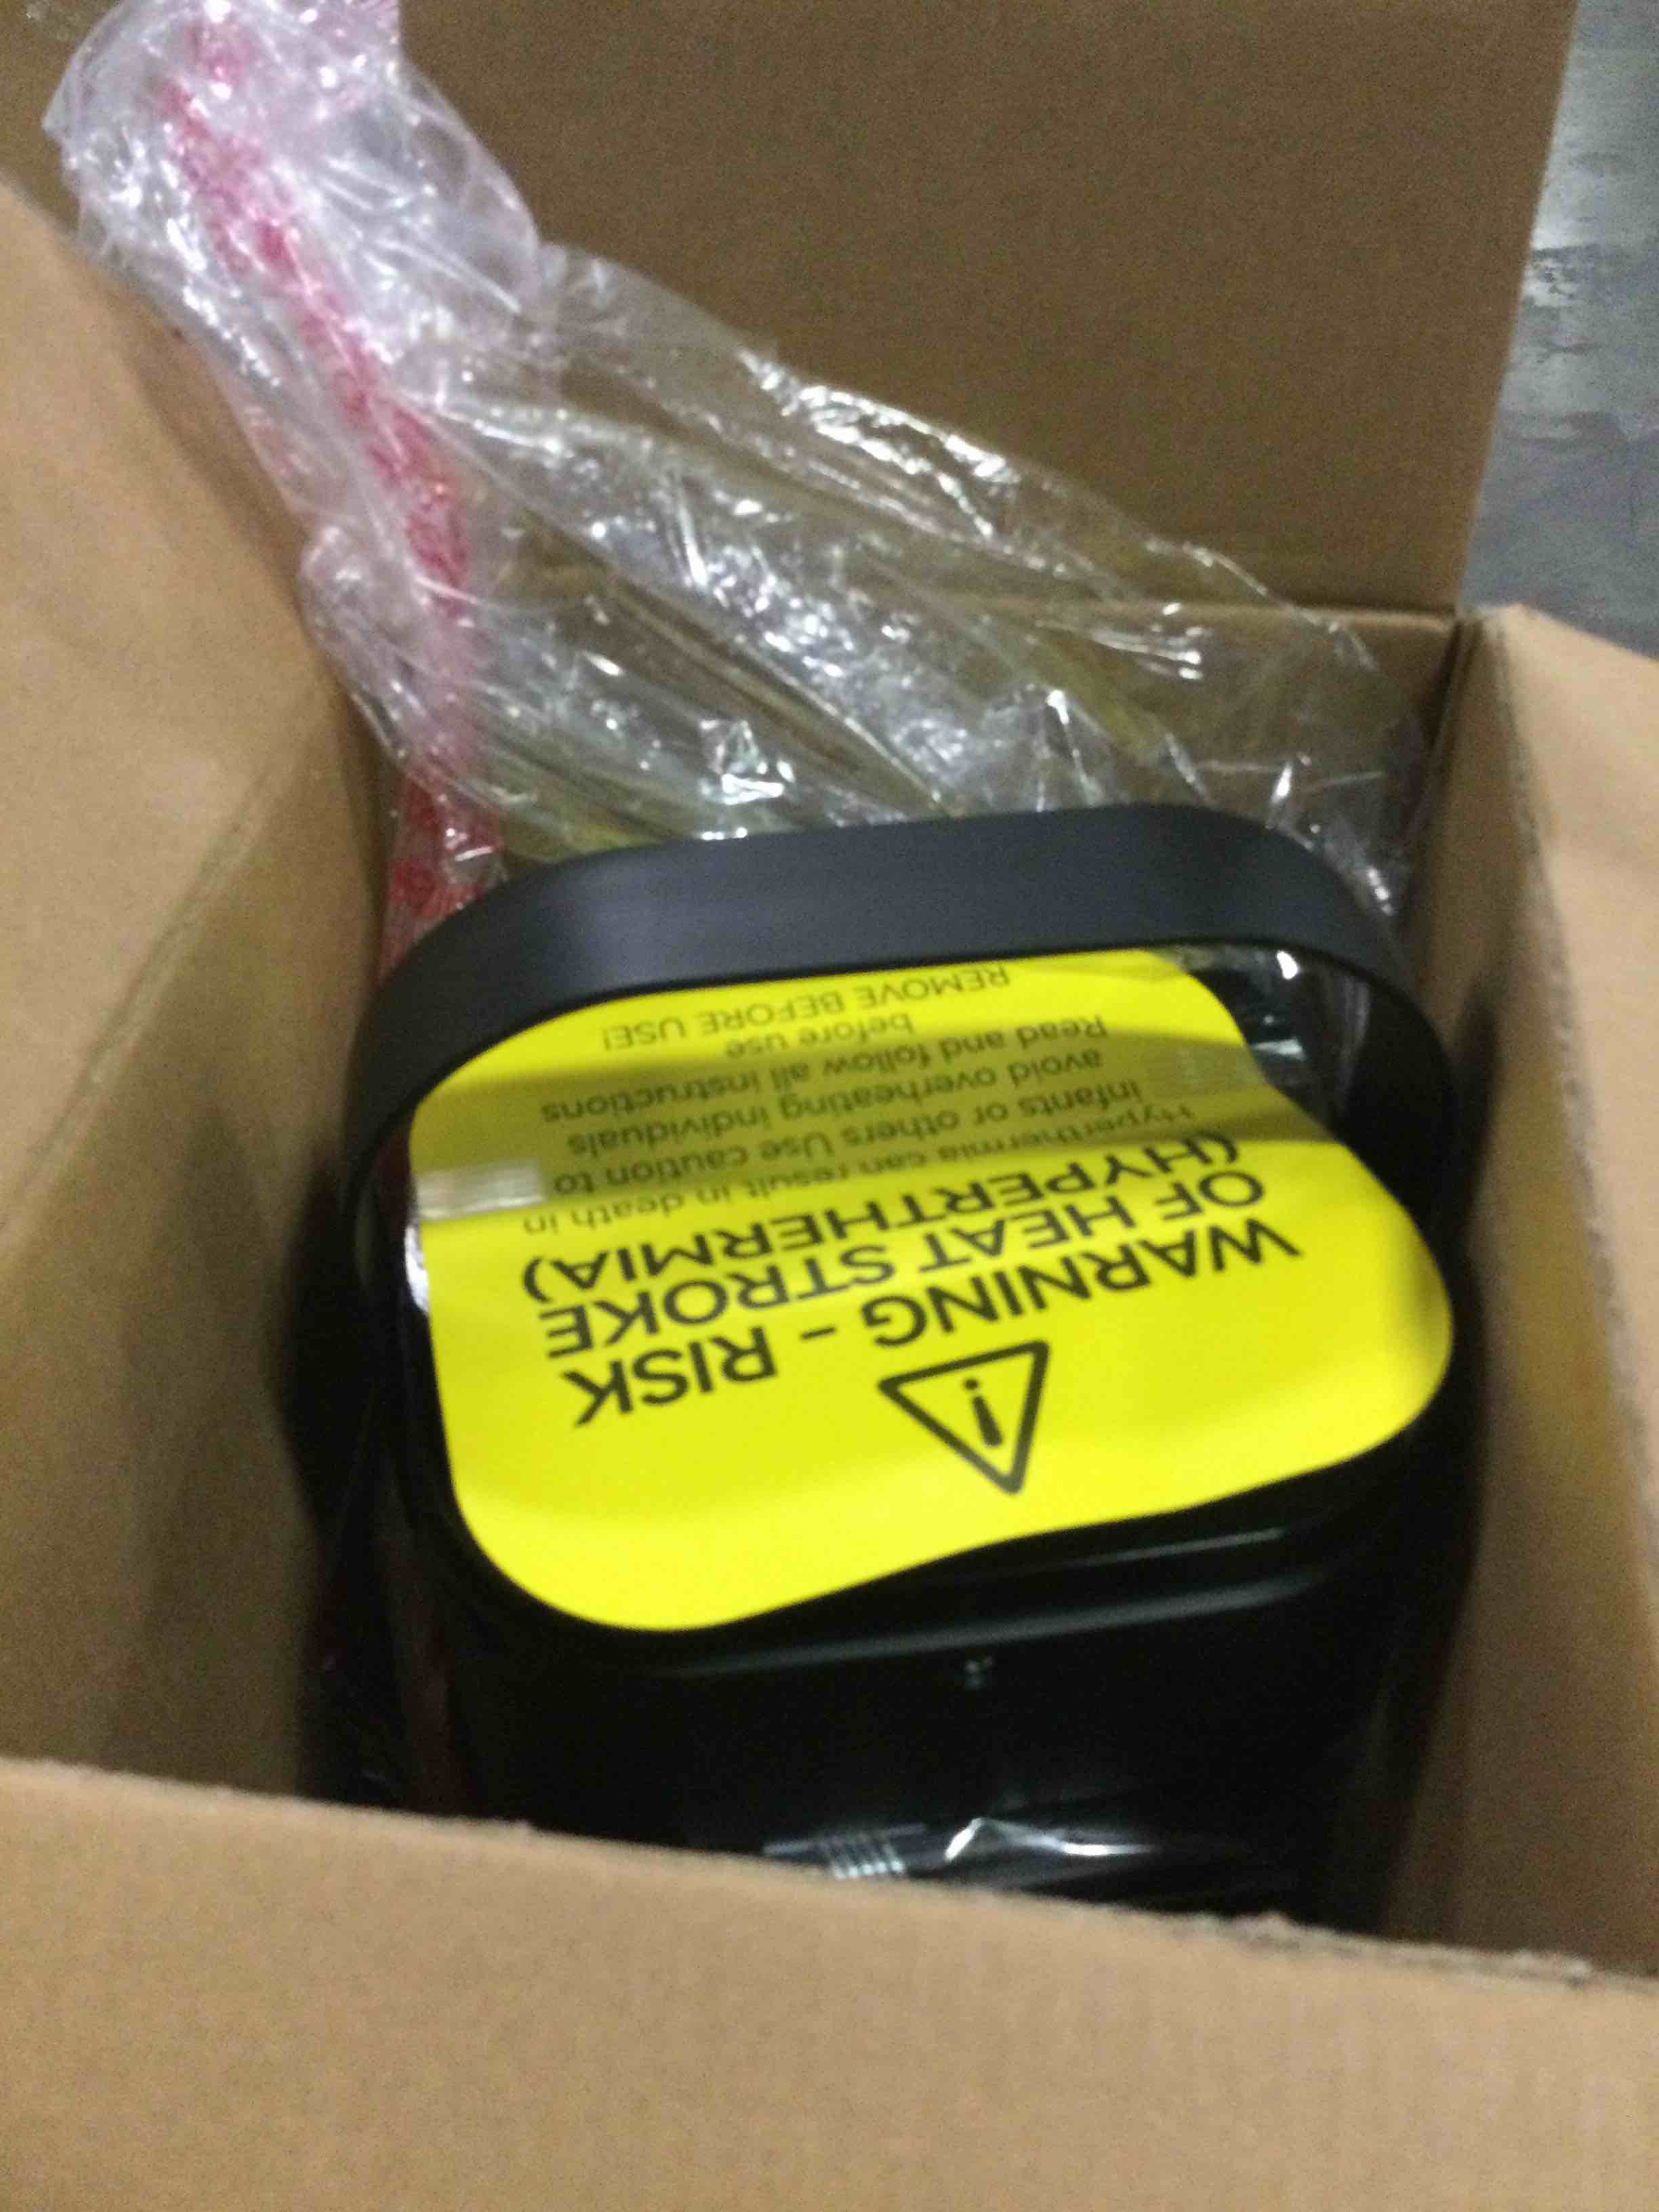 WARNING - RISK
OF HEAT STROKE
(HYPERTHERMIA)
Hyperthermia can result in death in
infants or others Use caution to
avoid overheating individuals
Read and follow all instructions
before use
REMOVE BEFORE USE!